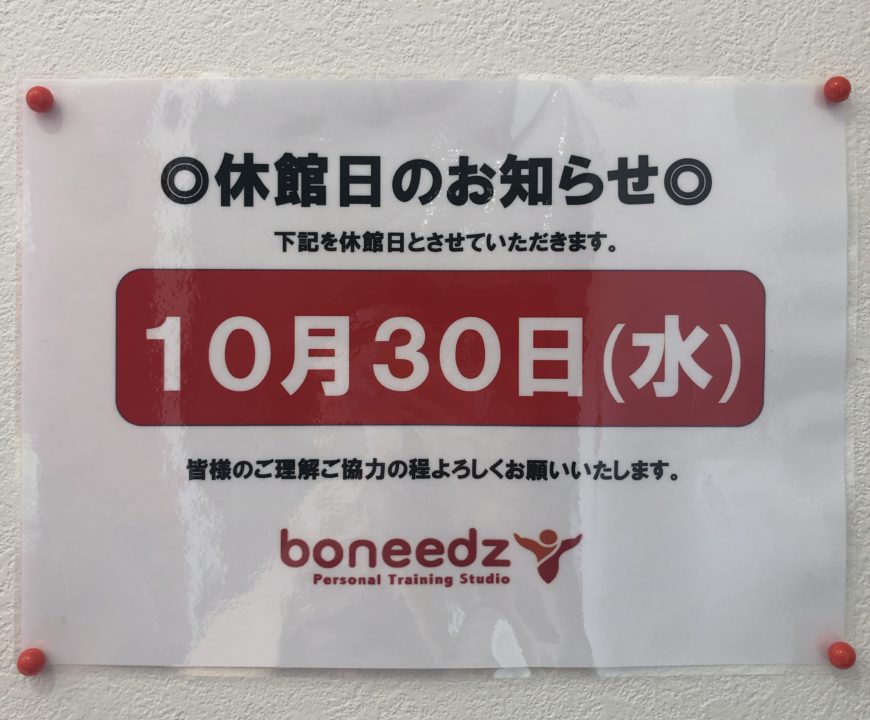 ◎休館日のお知らせ◎
下記を休館日とさせていただきます。
10月30日(水)
皆様のご理解ご協力の程よろしくお願いいたします。
boneedz
Personal Training Studio